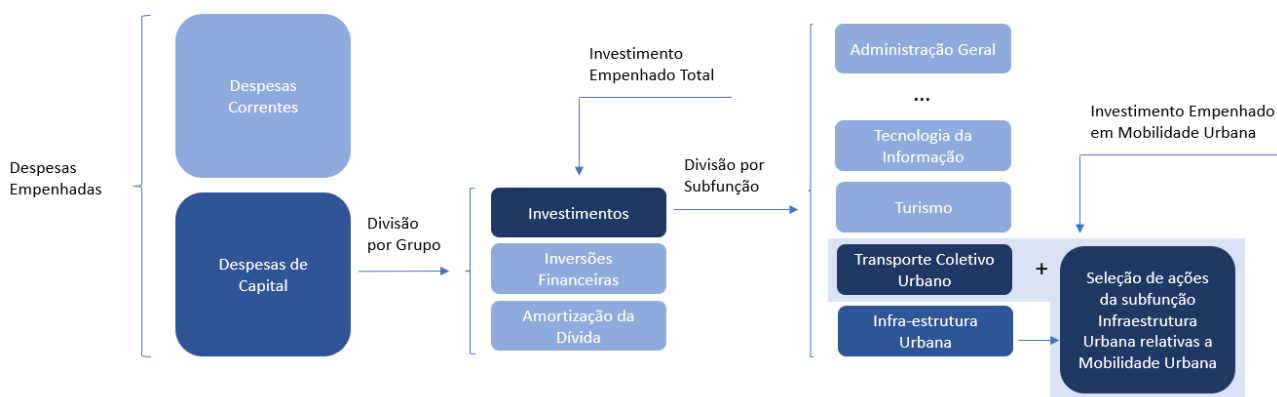 Despesas
Empenhadas
Despesas
Correntes
Despesas de
Capital
Divisão
por Grupo
Investimento
Empenhado Total
Investimentos
Inversões
Financeiras
Amortização da
Dívida
Divisão por
Subfunção
Administração Geral
...
Tecnologia da
Informação
Turismo
Transporte Coletivo
Urbano
+
Infra-estrutura
Urbana
Investimento Empenhado
em Mobilidade Urbana
Seleção de ações
da subfunção
Infraestrutura
Urbana relativas a
Mobilidade Urbana